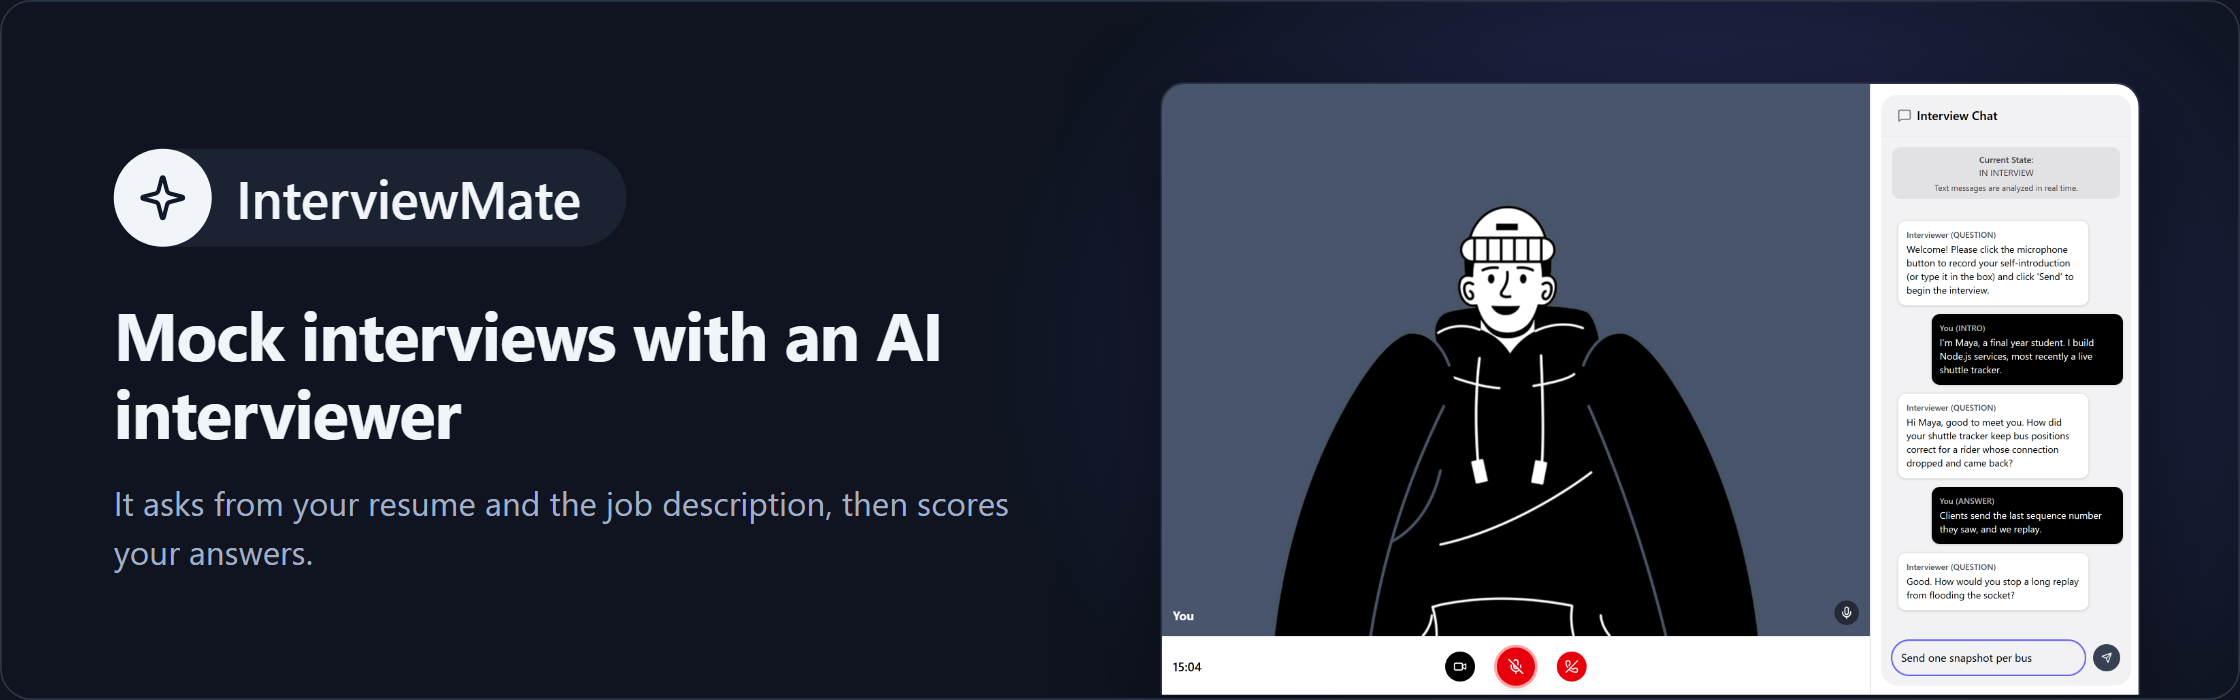 InterviewMate
Mock interviews with an AI
interviewer
It asks from your resume and the job description, then scores
your answers.
You
15:04
Interview Chat
Current State:
IN INTERVIEW
Text messages are analyzed in real time.
Interviewer (QUESTION)
Welcome! Please click the microphone
button to record your self-introduction
(or type it in the box) and click 'Send' to
begin the interview.
You (INTRO)
I'm Maya, a final year student. I build
Node.js services, most recently a live
shuttle tracker.
Interviewer (QUESTION)
Hi Maya, good to meet you. How did
your shuttle tracker keep bus positions
correct for a rider whose connection
dropped and came back?
You (ANSWER)
Clients send the last sequence number
they saw, and we replay.
Interviewer (QUESTION)
Good. How would you stop a long replay
from flooding the socket?
Send one snapshot per bus